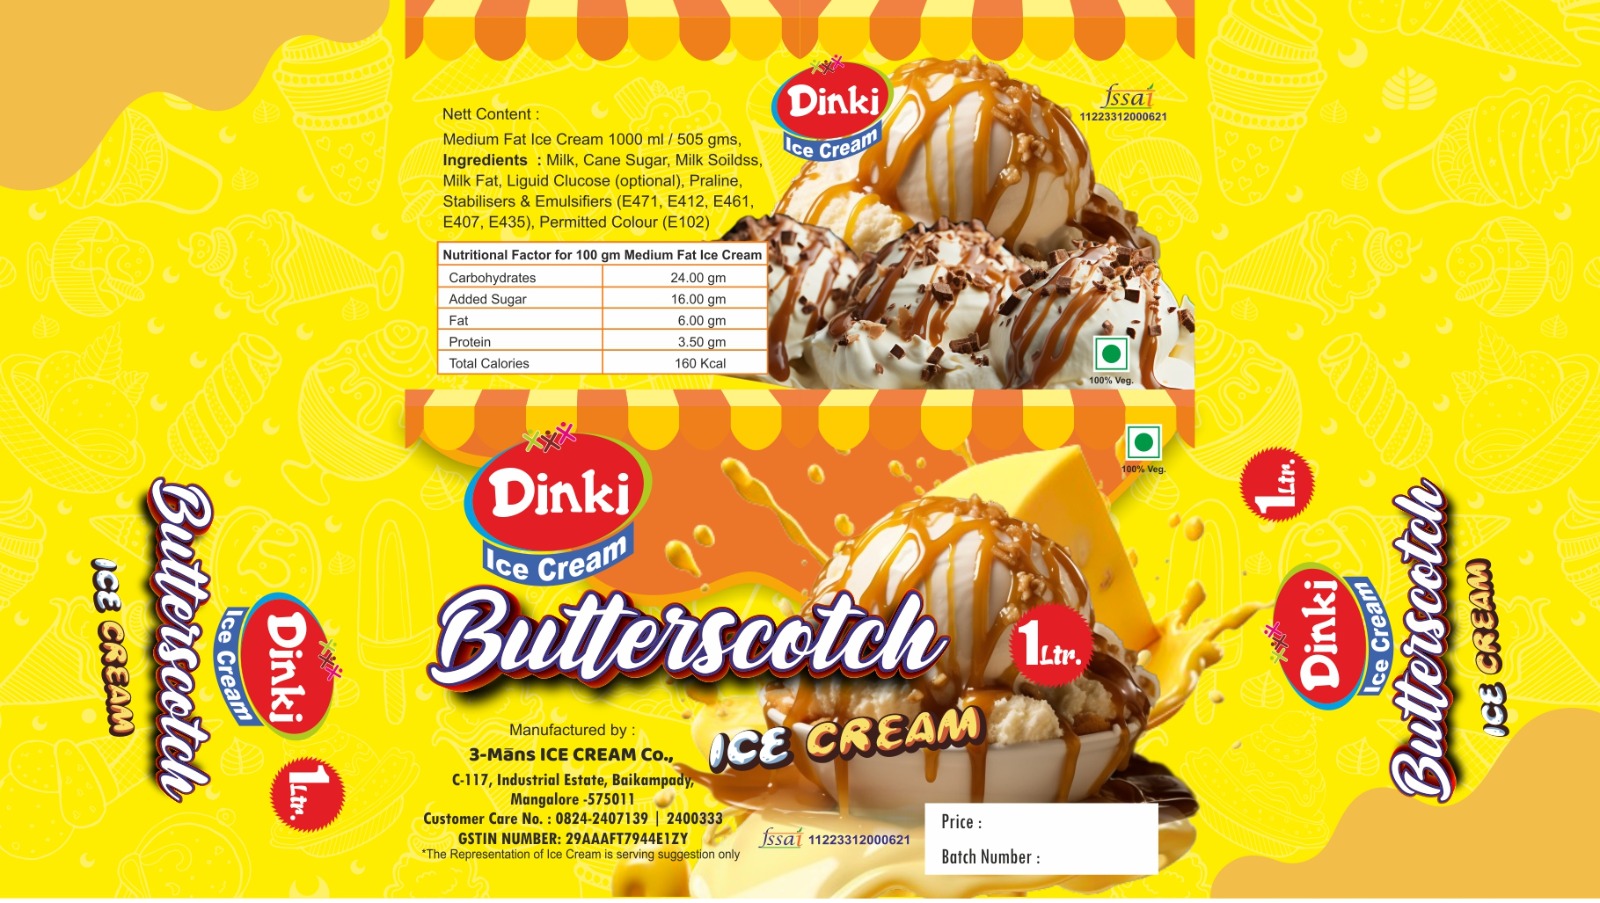 Nett Content :
Medium Fat Ice Cream 1000 ml / 505 gms,
Ingredients : Milk, Cane Sugar, Milk Soildss,
Milk Fat, Liguid Clucose (optional), Praline,
Stabilisers & Emulsifiers (E471, E412, E461,
E407, E435), Permitted Colour (E102)
Nutritional Factor for 100 gm Medium Fat Ice Cream
Carbohydrates 24.00 gm
Added Sugar 16.00 gm
Fat 6.00 gm
Protein 3.50 gm
Total Calories 160 Kcal
Dinki
Ice Cream
fssai
11223312000621
100% Veg.
Dinki
Ice Cream
100% Veg.
Butterscotch
1Ltr.
ICE CREAM
Manufactured by :
3-Māns ICE CREAM Co.,
C-117, Industrial Estate, Baikampady,
Mangalore -575011
Customer Care No. : 0824-2407139 | 2400333
GSTIN NUMBER: 29AAAFT7944E1ZY
*The Representation of Ice Cream is serving suggestion only
fssai 11223312000621
Price :
Batch Number :
Dinki
Ice Cream
Butterscotch
ICE CREAM
1Ltr.
1Ltr.
Dinki
Ice Cream
Butterscotch
ICE CREAM